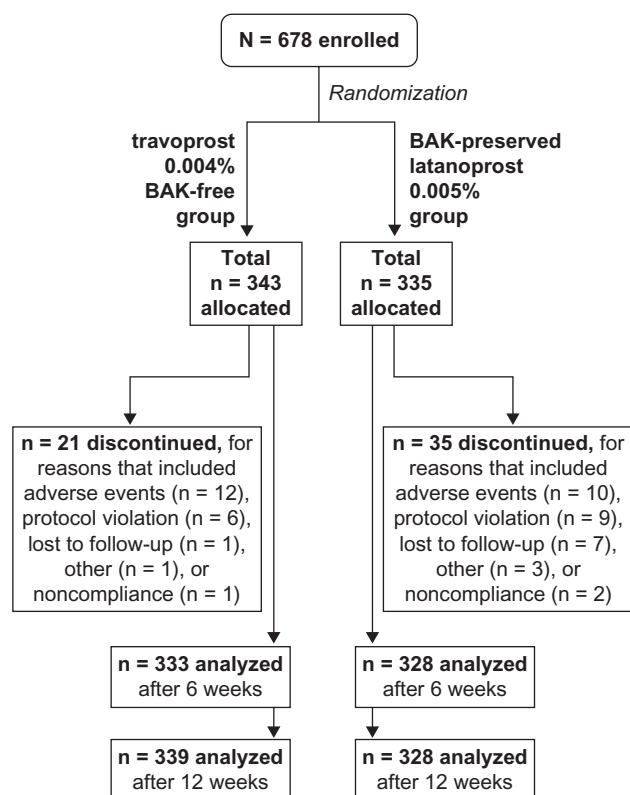 N = 678 enrolled
Randomization
travoprost
0.004%
BAK-free
group
BAK-preserved
latanoprost
0.005%
group
Total
n = 343
allocated
Total
n = 335
allocated
n = 21 discontinued, for
reasons that included
adverse events (n = 12),
protocol violation (n = 6),
lost to follow-up (n = 1),
other (n = 1), or
noncompliance (n = 1)
n = 35 discontinued, for
reasons that included
adverse events (n = 10),
protocol violation (n = 9),
lost to follow-up (n = 7),
other (n = 3), or
noncompliance (n = 2)
n = 333 analyzed
after 6 weeks
n = 328 analyzed
after 6 weeks
n = 339 analyzed
after 12 weeks
n = 328 analyzed
after 12 weeks